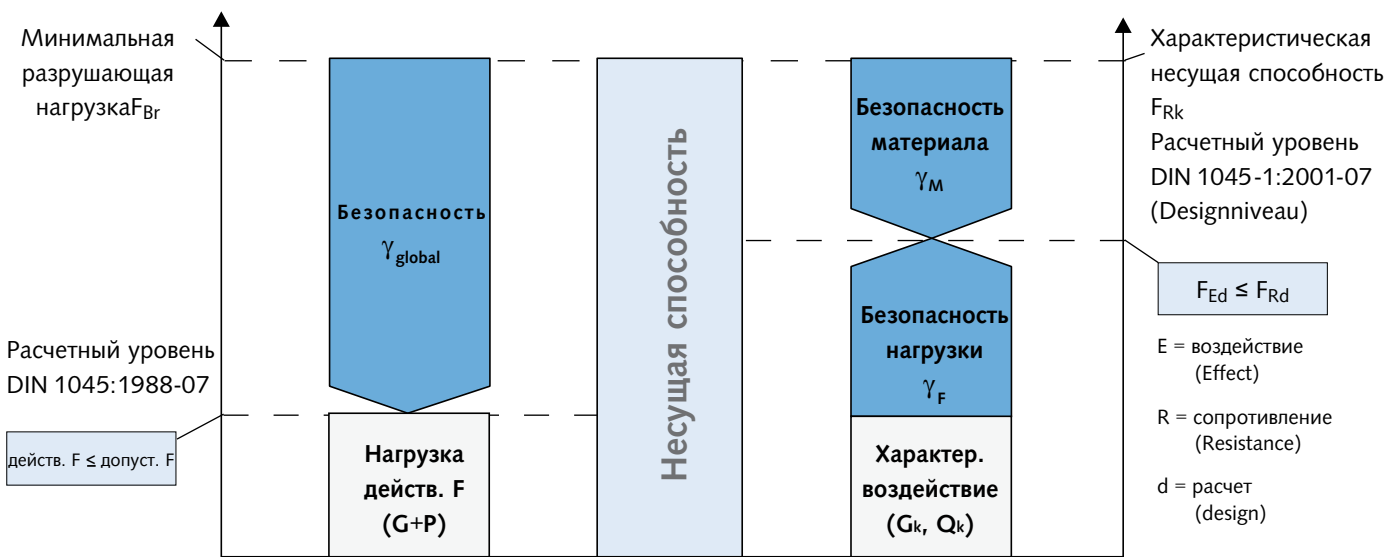 Минимальная
разрушающая
нагрузкаF_Br
Расчетный уровень
DIN 1045:1988-07
действ. F ≤ допуст. F
Безопасность
γ_global
Нагрузка
действ. F
(G+P)
Несущая способность
Безопасность
материала
γ_M
Безопасность
нагрузки
γ_F
Характер.
воздействие
(G_k, Q_k)
Характеристическая
несущая способность
F_Rk
Расчетный уровень
DIN 1045-1:2001-07
(Designniveau)
F_Ed ≤ F_Rd
E = воздействие
(Effect)
R = сопротивление
(Resistance)
d = расчет
(design)